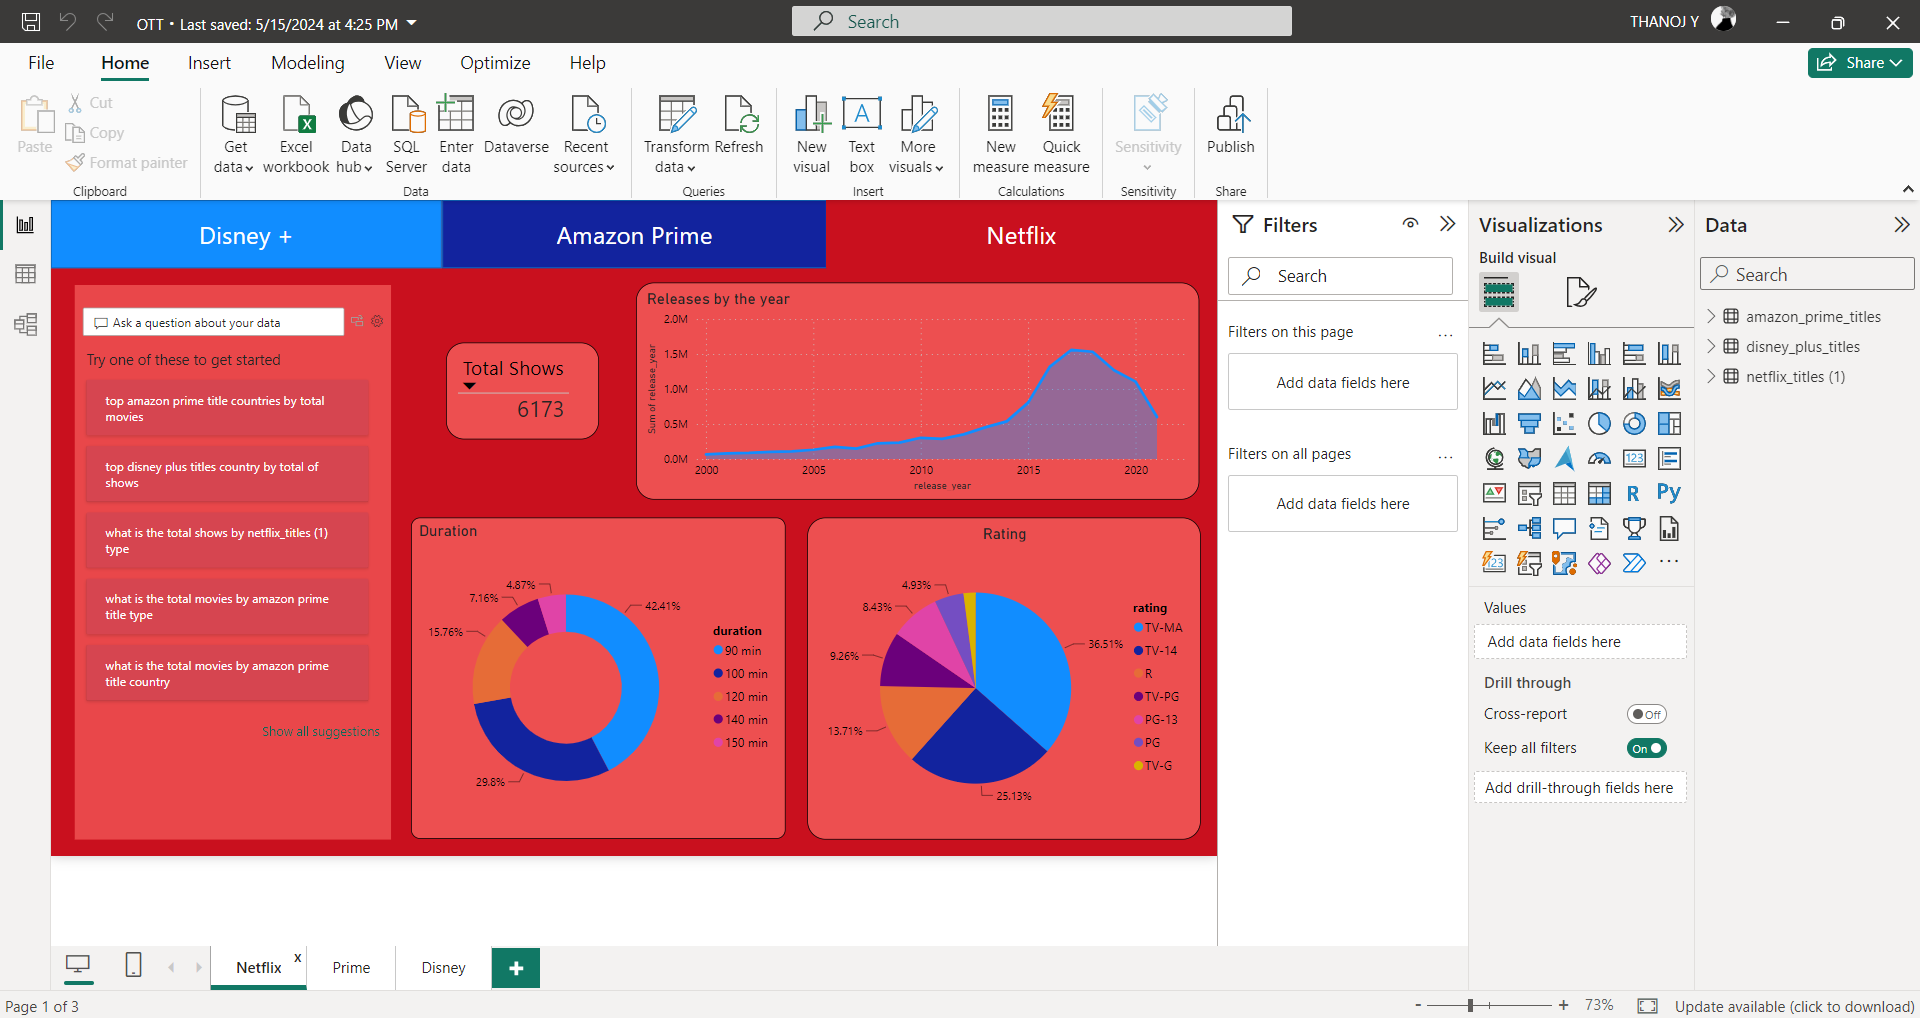 OTT • Last saved: 5/15/2024 at 4:25 PM
Search
THANOJ Y
File
Home
Insert
Modeling
View
Optimize
Help
Share
Paste
Cut
Copy
Format painter
Clipboard
Get
data
Excel
workbook
Data
hub
SQL
Server
Enter
data
Dataverse
Recent
sources
Data
Transform
data
Refresh
Queries
New
visual
Text
box
More
visuals
Insert
New
measure
Quick
measure
Calculations
Sensitivity
Sensitivity
Publish
Share
Disney +
Amazon Prime
Netflix
Ask a question about your data
Try one of these to get started
top amazon prime title countries by total
movies
top disney plus titles country by total of
shows
what is the total shows by netflix_titles (1)
type
what is the total movies by amazon prime
title type
what is the total movies by amazon prime
title country
Show all suggestions
Total Shows
6173
Releases by the year
Sum of release_year
2.0M
1.5M
1.0M
0.5M
0.0M
2000
2005
2010
2015
2020
release_year
Duration
4.87%
7.16%
15.76%
29.8%
42.41%
duration
90 min
100 min
120 min
140 min
150 min
Rating
4.93%
8.43%
9.26%
13.71%
25.13%
36.51%
rating
TV-MA
TV-14
R
TV-PG
PG-13
PG
TV-G
Filters
Search
Filters on this page
...
Add data fields here
Filters on all pages
...
Add data fields here
Visualizations
Build visual
123
R
Py
123
...
Values
Add data fields here
Drill through
Cross-report
Off
Keep all filters
On
Add drill-through fields here
Data
Search
amazon_prime_titles
disney_plus_titles
netflix_titles (1)
Netflix
x
Prime
Disney
+
Page 1 of 3
-
+
73%
Update available (click to download)